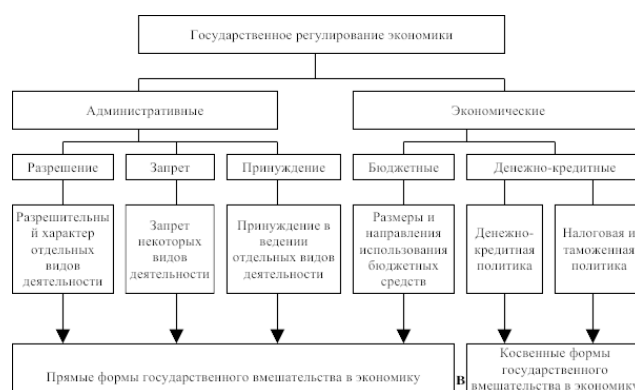 Государственное регулирование экономики
Административные
Экономические
Разрешение
Запрет
Принуждение
Бюджетные
Денежно-кредитные
Разрешительны
й характер
отдельных
видов
деятельности
Запрет
некоторых
видов
деятельности
Принуждение в
ведении
отдельных видов
деятельности
Размеры и
направления
использования
бюджетных
средств
Денежно-
кредитная
политика
Налоговая и
таможенная
политика
Прямые формы государственного вмешательства в экономику
в
Косвенные формы
государственного
вмешательства в экономику